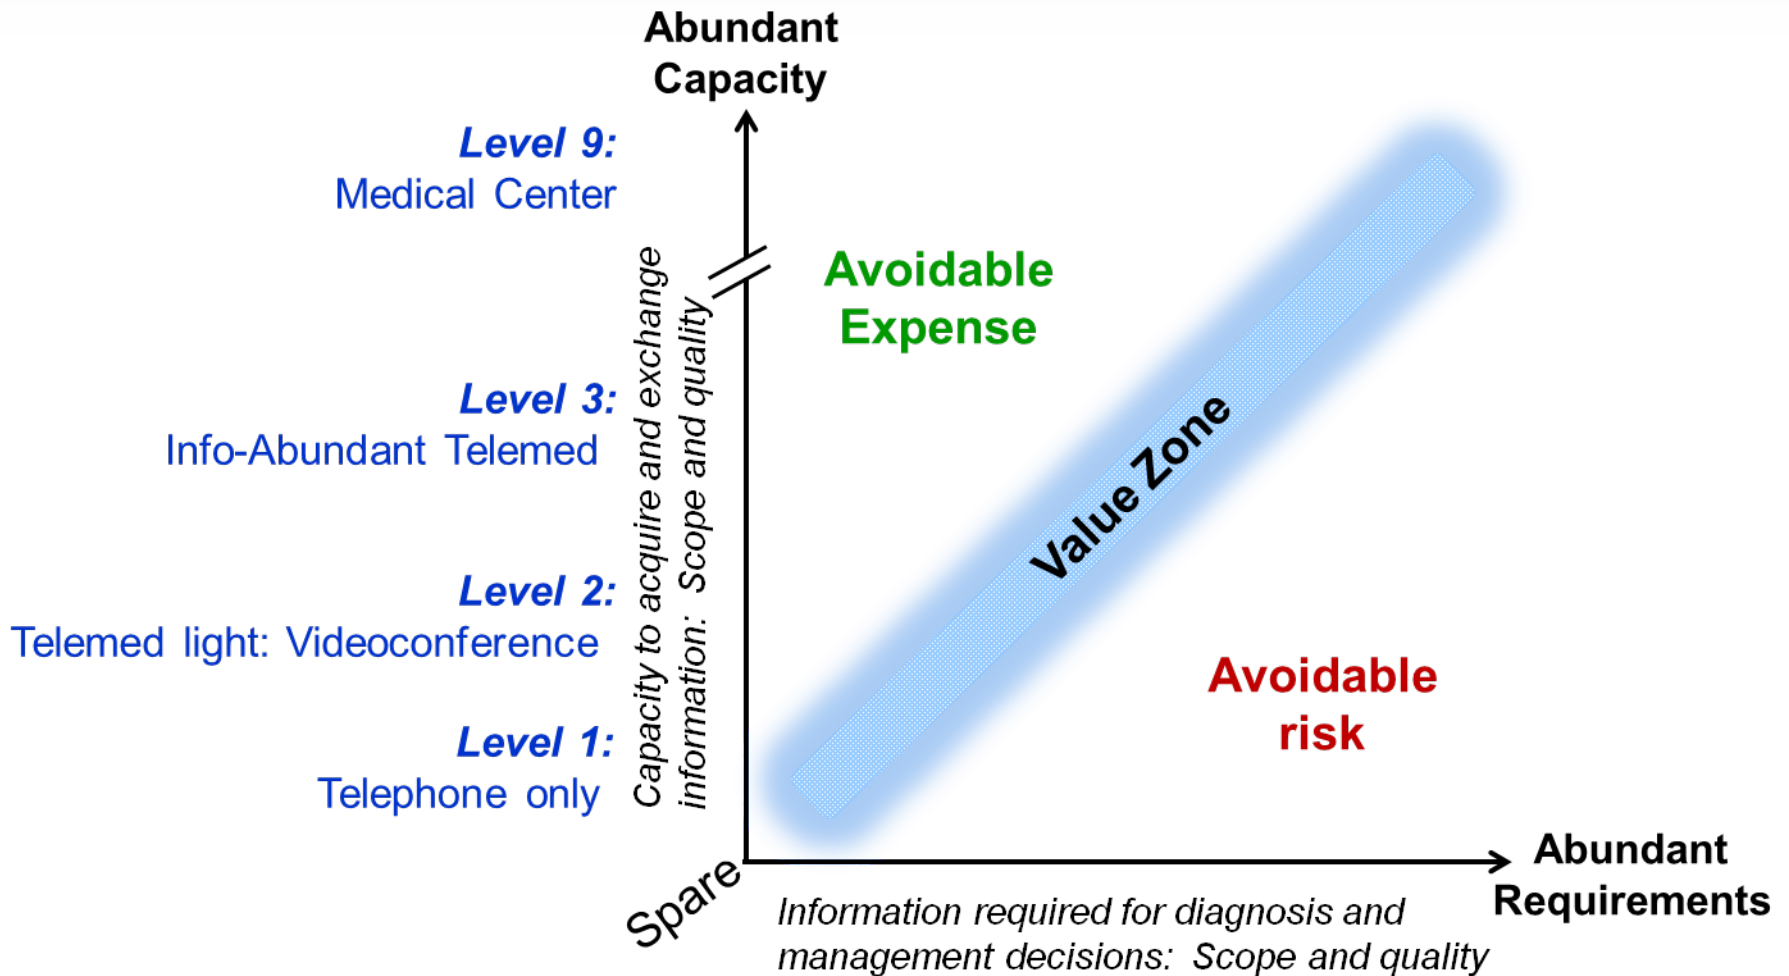 Abundant
Capacity
Level 9:
Medical Center
Level 3:
Info-Abundant Telemed
Level 2:
Telemed light: Videoconference
Level 1:
Telephone only
Capacity to acquire and exchange
information: Scope and quality
Avoidable
Expense
Value Zone
Avoidable
risk
Spare
Abundant
Requirements
Information required for diagnosis and
management decisions: Scope and quality